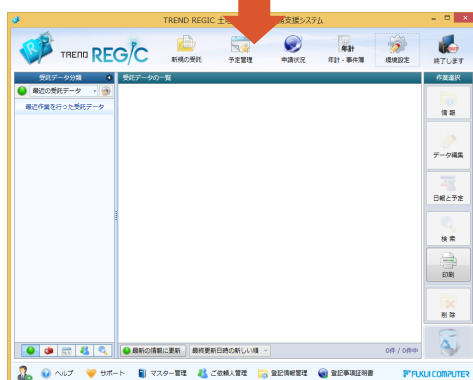 TREND REGIC 土
支援システム
TREND REG/C
新規の受託
予定管理
申請状況
年計
年計・事件簿
環境設定
終了します
受託データ分類
受託データの一覧
作業選択
最近の受託データ
最近作業を行った受託データ
情 報
データ編集
日報と予定
検 索
印刷
削 除
最新の情報に更新
最終更新日時の新しい順
0件 / 0件中
ヘルプ
サポート
マスター管理
ご依頼人管理
登記情報管理
登記事項証明書
FUKUI COMPUTER